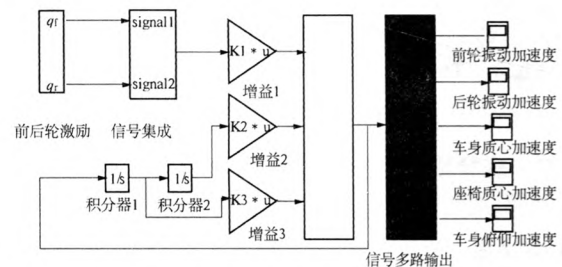 qf
signal1
K1 * u
前轮振动加速度
qr
signal2
增益1
后轮振动加速度
前后轮激励
信号集成
K2 * u
车身质心加速度
增益2
1/s
1/s
座椅质心加速度
积分器1
积分器2
K3 * u
增益3
车身俯仰加速度
信号多路输出